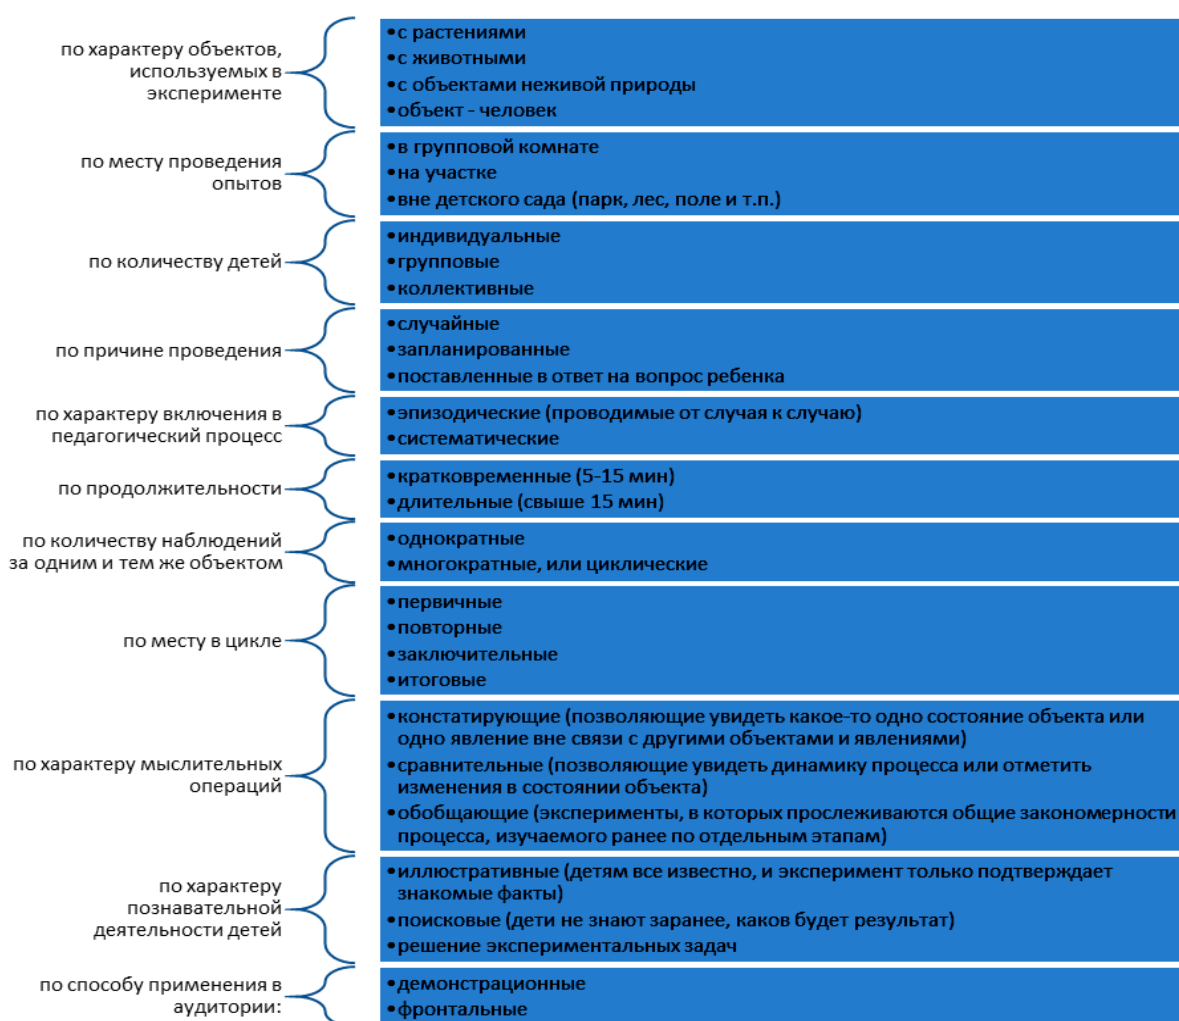 по характеру объектов,
используемых в
эксперименте
•с растениями
•с животными
•с объектами неживой природы
•объект - человек
по месту проведения
опытов
•в групповой комнате
•на участке
•вне детского сада (парк, лес, поле и т.п.)
по количеству детей
•индивидуальные
•групповые
•коллективные
по причине проведения
•случайные
•запланированные
•поставленные в ответ на вопрос ребенка
по характеру включения в
педагогический процесс
•эпизодические (проводимые от случая к случаю)
•систематические
по продолжительности
•кратковременные (5-15 мин)
•длительные (свыше 15 мин)
по количеству наблюдений
за одним и тем же объектом
•однократные
•многократные, или циклические
по месту в цикле
•первичные
•повторные
•заключительные
•итоговые
по характеру мыслительных
операций
•констатирующие (позволяющие увидеть какое-то одно состояние объекта или
одно явление вне связи с другими объектами и явлениями)
•сравнительные (позволяющие увидеть динамику процесса или отметить
изменения в состоянии объекта)
•обобщающие (эксперименты, в которых прослеживаются общие закономерности
процесса, изучаемого ранее по отдельным этапам)
по характеру
познавательной
деятельности детей
•иллюстративные (детям все известно, и эксперимент только подтверждает
знакомые факты)
•поисковые (дети не знают заранее, каков будет результат)
•решение экспериментальных задач
по способу применения в
аудитории:
•демонстрационные
•фронтальные